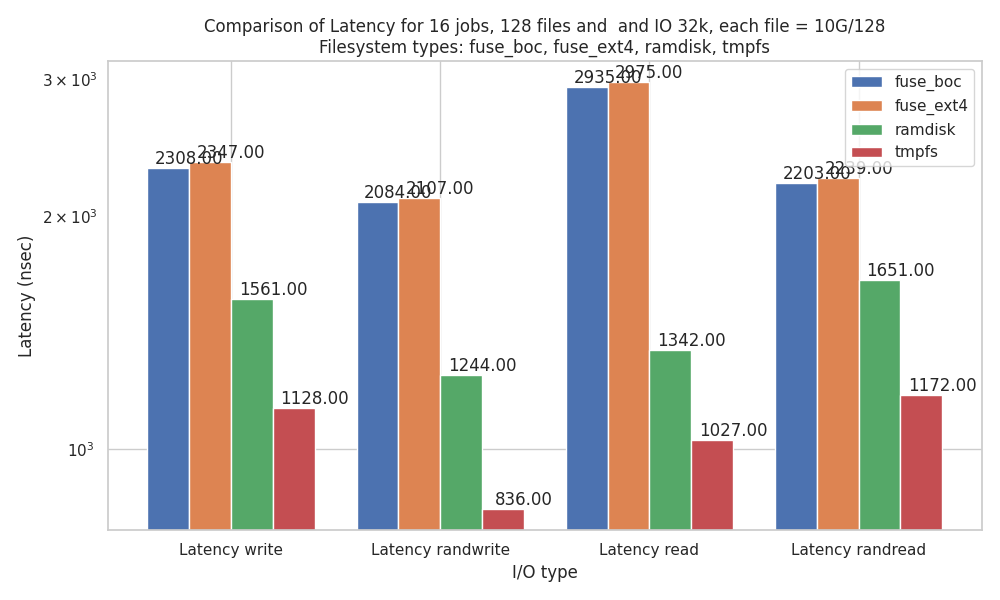 Comparison of Latency for 16 jobs, 128 files and  and IO 32k, each file = 10G/128
Filesystem types: fuse_boc, fuse_ext4, ramdisk, tmpfs
Latency (nsec)
3 × 10³
2 × 10³
10³
2308.00
2347.00
1561.00
1128.00
2084.00
2107.00
1244.00
836.00
2935.00
2975.00
1342.00
1027.00
2203.00
2239.00
1651.00
1172.00
fuse_boc
fuse_ext4
ramdisk
tmpfs
Latency write
Latency randwrite
Latency read
Latency randread
I/O type